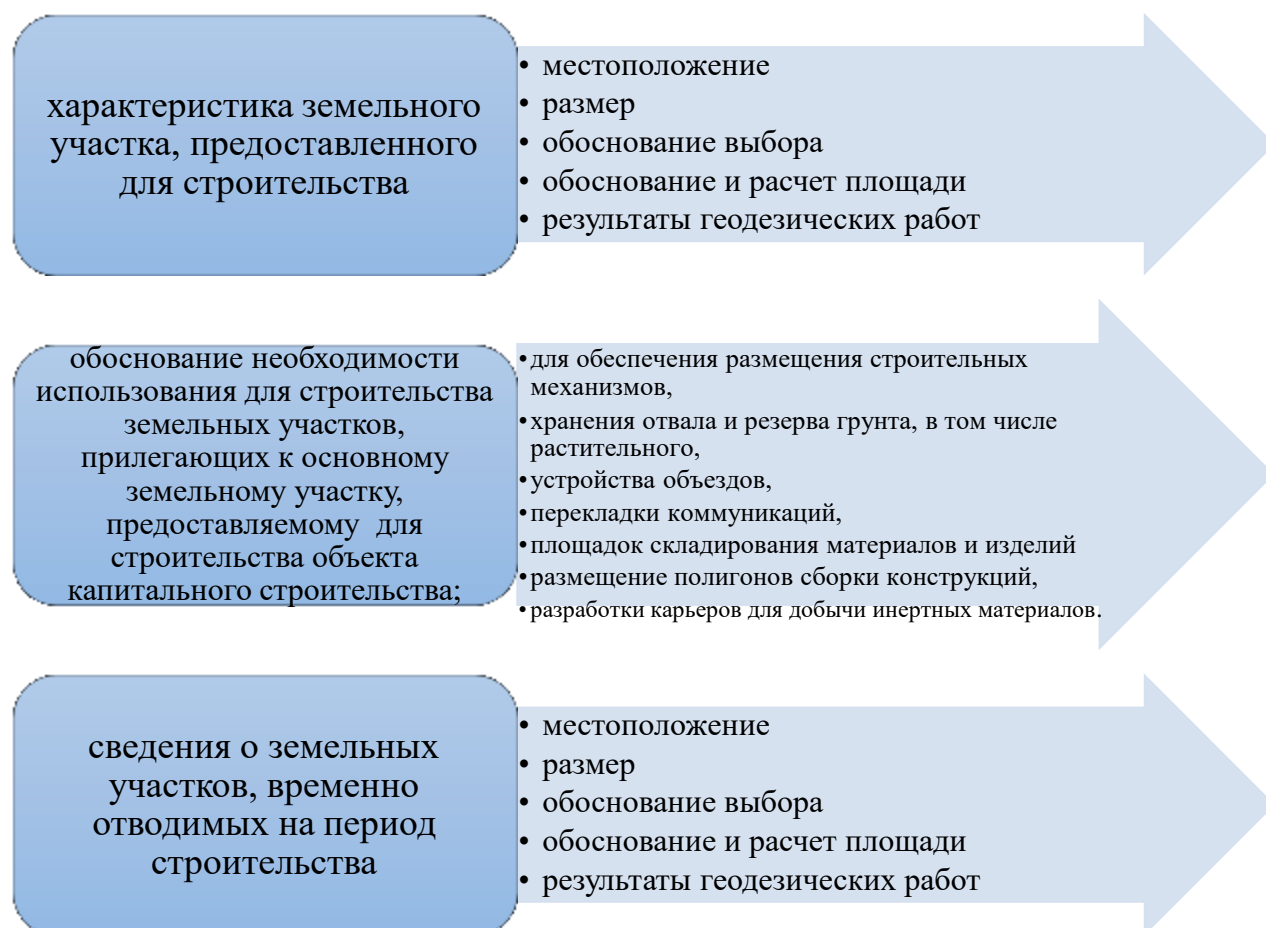 характеристика земельного
участка, предоставленного
для строительства
• местоположение
• размер
• обоснование выбора
• обоснование и расчет площади
• результаты геодезических работ
обоснование необходимости
использования для строительства
земельных участков,
прилегающих к основному
земельному участку,
предоставляемому для
строительства объекта
капитального строительства;
• для обеспечения размещения строительных
механизмов,
• хранения отвала и резерва грунта, в том числе
растительного,
• устройства объездов,
• перекладки коммуникаций,
• площадок складирования материалов и изделий
• размещение полигонов сборки конструкций,
• разработки карьеров для добычи инертных материалов.
сведения о земельных
участков, временно
отводимых на период
строительства
• местоположение
• размер
• обоснование выбора
• обоснование и расчет площади
• результаты геодезических работ